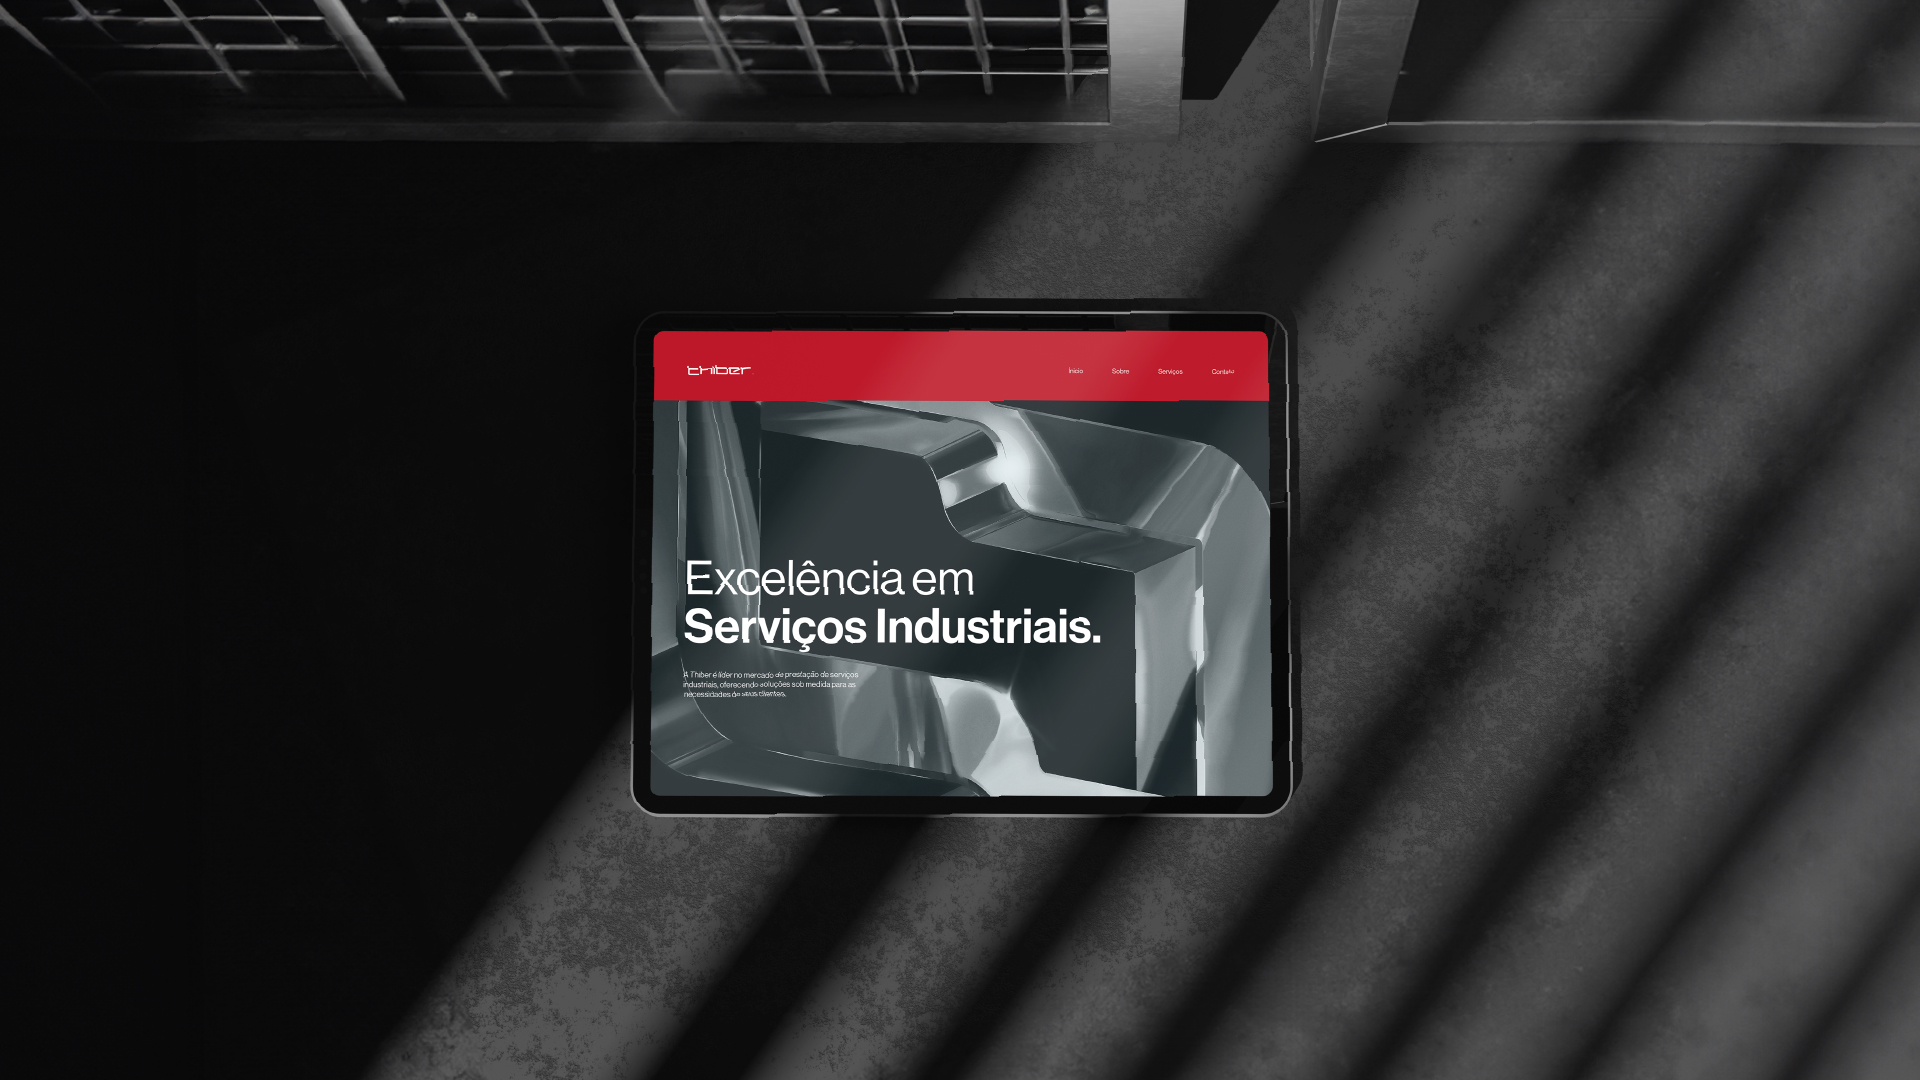 thiber
Início Sobre Serviços Contato
Excelência em
Serviços Industriais.
A Thiber é líder no mercado de prestação de serviços
industriais, oferecendo soluções sob medida para as
necessidades de seus clientes.